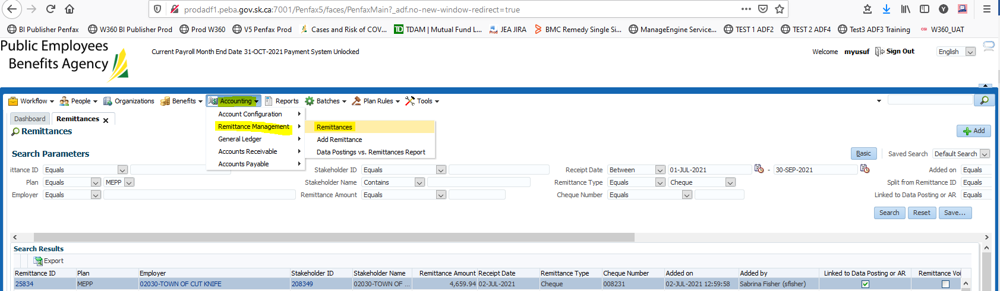 prodadf1.peba.gov.sk.ca:7001/Penfax5/faces/PenfaxMain?_adf.no-new-window-redirect=true
BI Publisher Penfax W360 BI Publisher Prod Prod W360 V5 Penfax Prod Cases and Risk of COV... TDAM | Mutual Fund L... JEA JIRA BMC Remedy Single Si... ManageEngine Service... TEST 1 ADF2 TEST 2 ADF4 Test3 ADF3 Training W360_UAT
Public Employees
Benefits Agency
Current Payroll Month End Date 31-OCT-2021 Payment System Unlocked
Welcome myusuf Sign Out English
Workflow People Organizations Benefits Accounting Reports Batches Plan Rules Tools
Account Configuration
Remittance Management
General Ledger
Accounts Receivable
Accounts Payable
Remittances
Add Remittance
Data Postings vs. Remittances Report
Dashboard Remittances
Remittances
Add
Search Parameters
Basic Saved Search Default Search
ittance ID Equals Stakeholder ID Equals Receipt Date Between 01-JUL-2021 - 30-SEP-2021 Added on Equals
Plan Equals MEPP Stakeholder Name Contains Remittance Type Equals Cheque Split from Remittance ID Equals
Employer Equals Remittance Amount Equals Cheque Number Equals Linked to Data Posting or AR Equals
Search Reset Save...
Search Results
Export
Remittance ID Plan Employer Stakeholder ID Stakeholder Name Remittance Amount Receipt Date Remittance Type Cheque Number Added on Added by Linked to Data Posting or AR Remittance Voi
25834 MEPP 02030-TOWN OF CUT KNIFE 208349 02030-TOWN OF ... 4,659.94 02-JUL-2021 Cheque 008231 02-JUL-2021 12:59:58 Sabrina Fisher (sfisher)